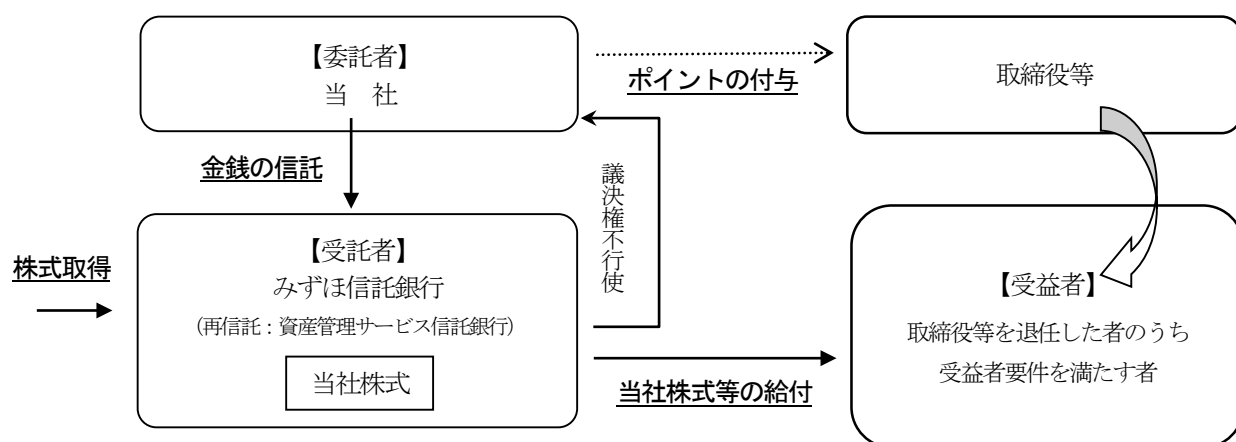 【委託者】
当　社
ポイントの付与
取締役等
金銭の信託
議決権不行使
株式取得
【受託者】
みずほ信託銀行
(再信託：資産管理サービス信託銀行)
当社株式
当社株式等の給付
【受益者】
取締役等を退任した者のうち
受益者要件を満たす者